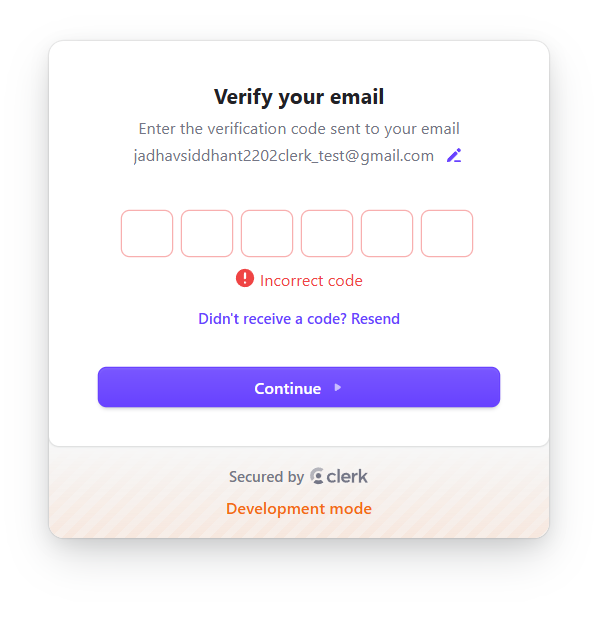 Verify your email
Enter the verification code sent to your email
jadhavsiddhant2202clerk_test@gmail.com
Incorrect code
Didn't receive a code? Resend
Continue
Secured by clerk
Development mode